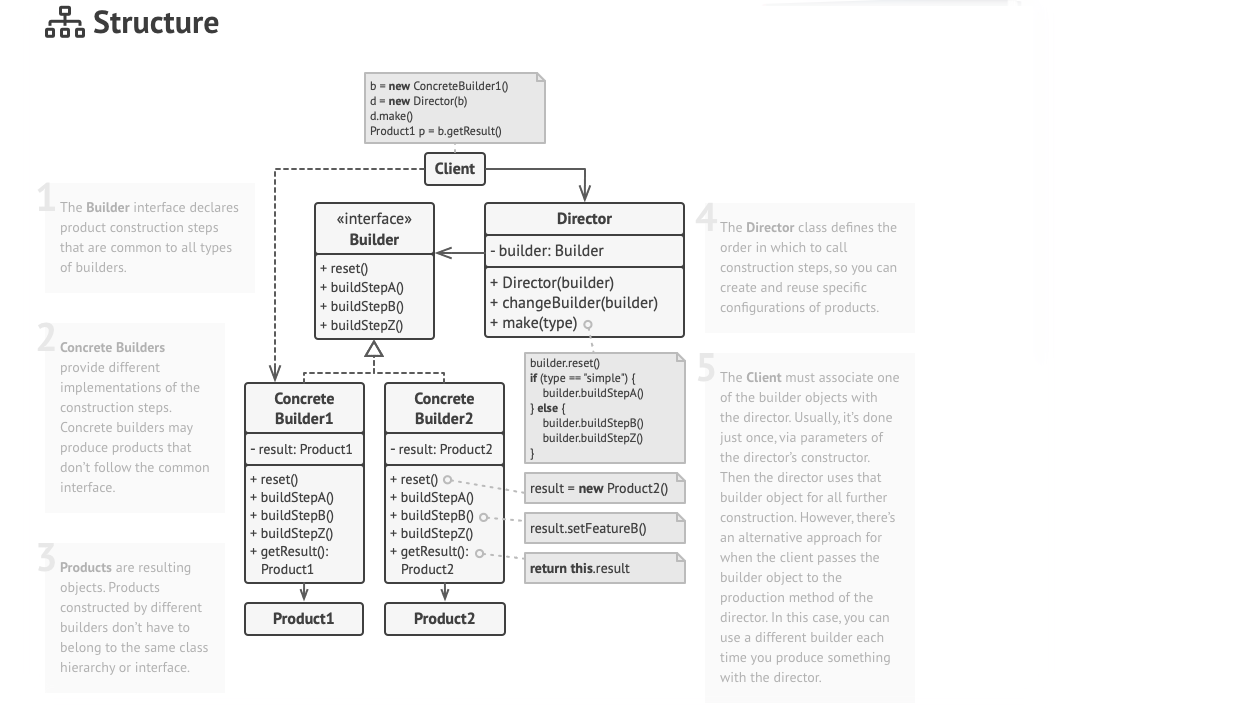 Structure
b = new ConcreteBuilder1()
d = new Director(b)
d.make()
Product1 p = b.getResult()
Client
1
The Builder interface declares
product construction steps
that are common to all types
of builders.
«interface»
Builder
+ reset()
+ buildStepA()
+ buildStepB()
+ buildStepZ()
Director
- builder: Builder
+ Director(builder)
+ changeBuilder(builder)
+ make(type)
4
The Director class defines the
order in which to call
construction steps, so you can
create and reuse specific
configurations of products.
2
Concrete Builders
provide different
implementations of the
construction steps.
Concrete builders may
produce products that
don't follow the common
interface.
Concrete
Builder1
- result: Product1
+ reset()
+ buildStepA()
+ buildStepB()
+ buildStepZ()
+ getResult():
Product1
Concrete
Builder2
- result: Product2
+ reset()
+ buildStepA()
+ buildStepB()
+ buildStepZ()
+ getResult():
Product2
builder.reset()
if (type == "simple") {
builder.buildStepA()
} else {
builder.buildStepB()
builder.buildStepZ()
}
result = new Product2()
result.setFeatureB()
return this.result
5
The Client must associate one
of the builder objects with
the director. Usually, it's done
just once, via parameters of
the director's constructor.
Then the director uses that
builder object for all further
construction. However, there's
an alternative approach for
when the client passes the
builder object to the
production method of the
director. In this case, you can
use a different builder each
time you produce something
with the director.
3
Products are resulting
objects. Products
constructed by different
builders don't have to
belong to the same class
hierarchy or interface.
Product1
Product2